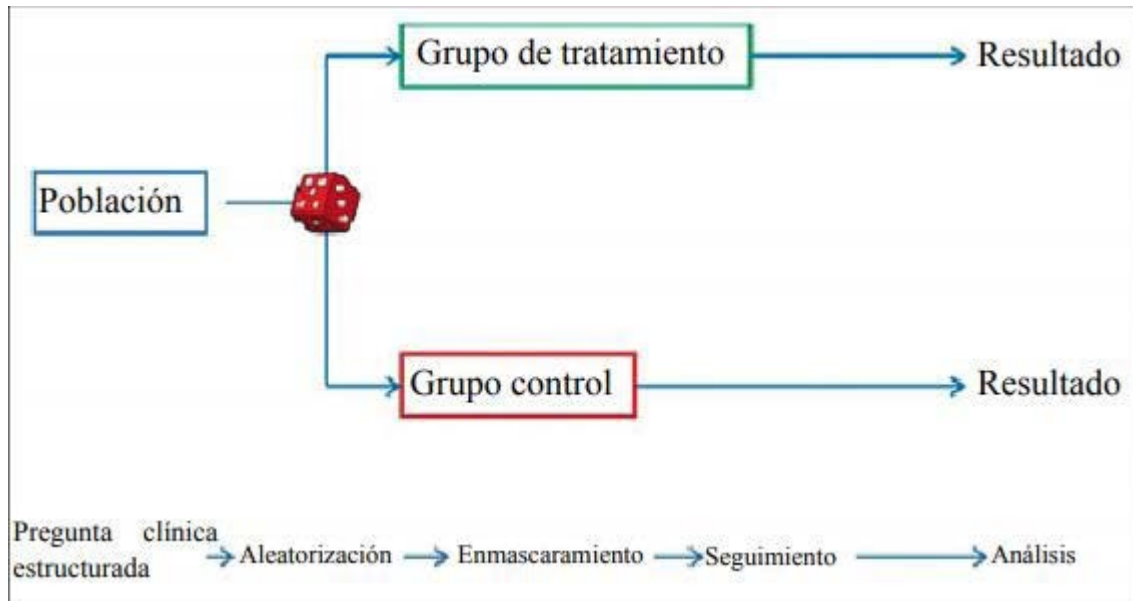 Grupo de tratamiento
Resultado
Población
Grupo control
Resultado
Pregunta clínica
estructurada
Aleatorización
Enmascaramiento
Seguimiento
Análisis